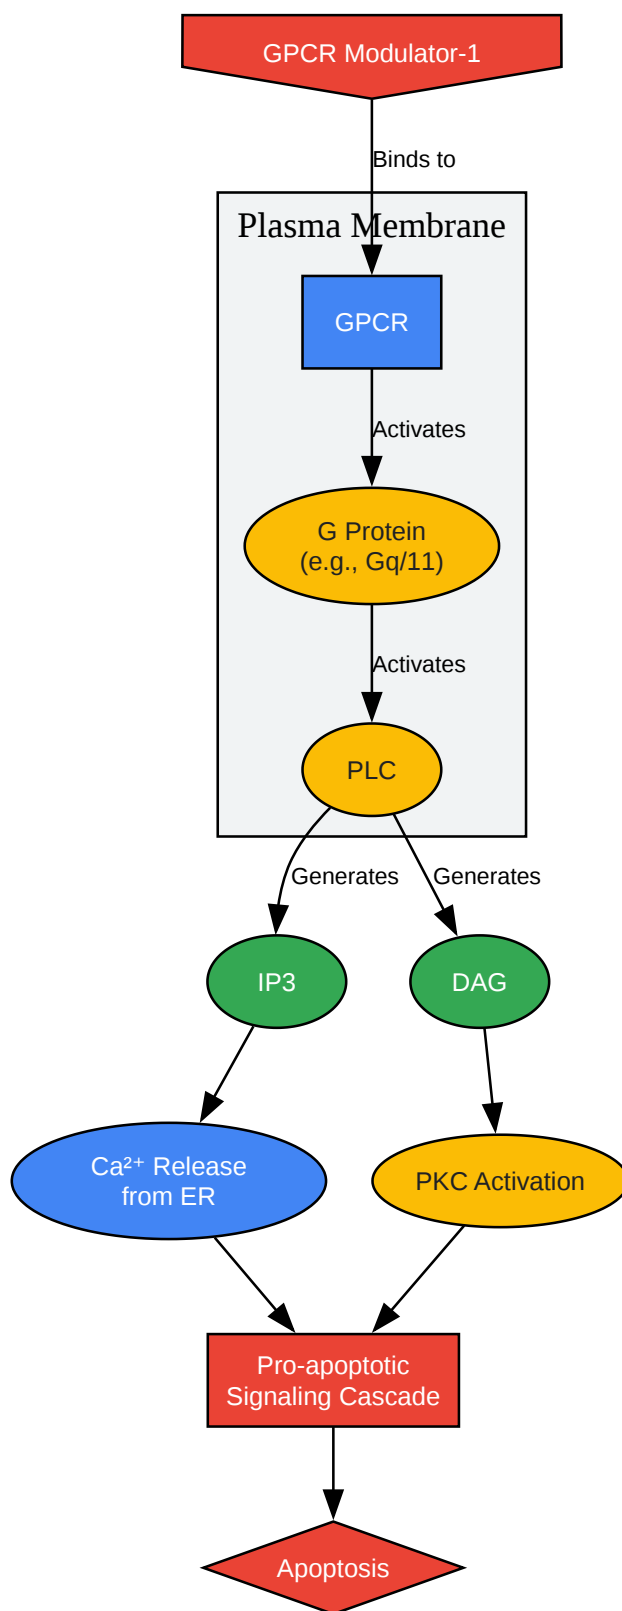 GPCR Modulator-1
Binds to
Plasma Membrane
GPCR
Activates
G Protein
(e.g., Gq/11)
Activates
PLC
Generates
Generates
IP3
DAG
Ca²⁺ Release
from ER
PKC Activation
Pro-apoptotic
Signaling Cascade
Apoptosis